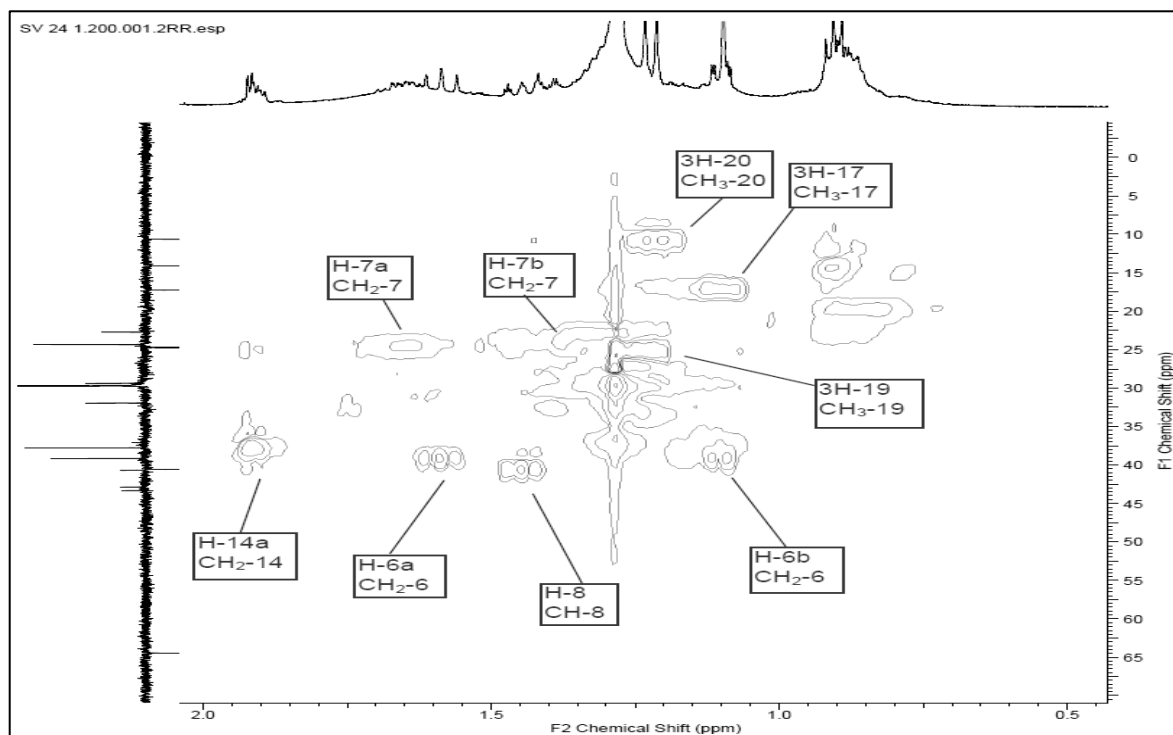 SV 24 1.200.001.2RR.esp
3H-20
CH₃-20
3H-17
CH₃-17
H-7a
CH₂-7
H-7b
CH₂-7
3H-19
CH₃-19
H-14a
CH₂-14
H-6a
CH₂-6
H-8
CH-8
H-6b
CH₂-6
0
5
10
15
20
25
30
35
40
45
50
55
60
65
F1 Chemical Shift (ppm)
2.0
1.5
1.0
0.5
F2 Chemical Shift (ppm)